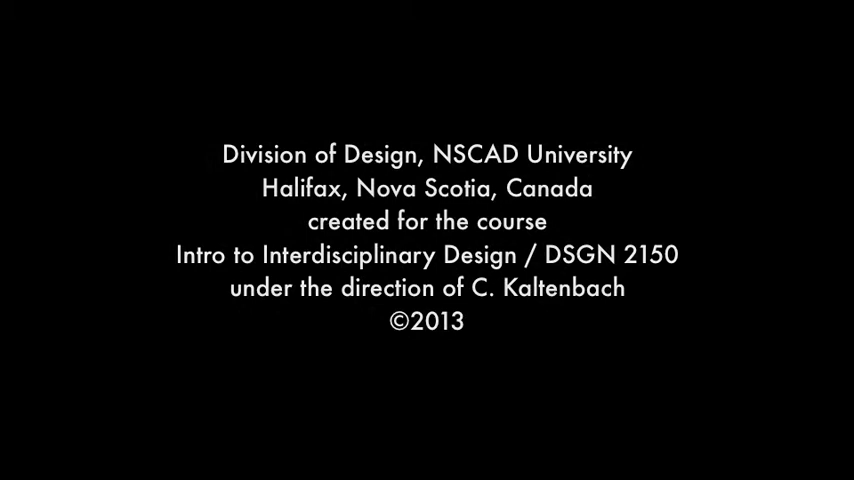 Division of Design, NSCAD University
Halifax, Nova Scotia, Canada
created for the course
Intro to Interdisciplinary Design / DSGN 2150
under the direction of C. Kaltenbach
©2013